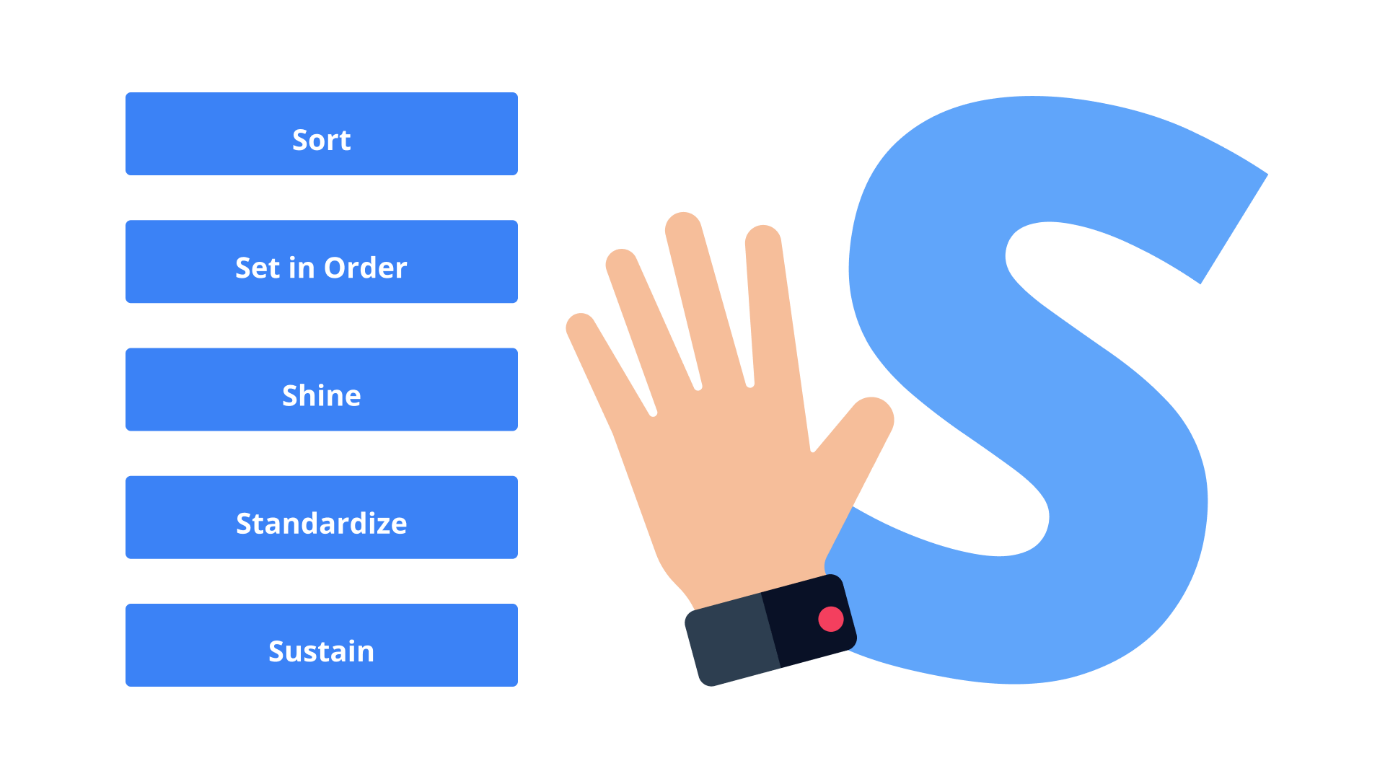 Sort
Set in Order
Shine
Standardize
Sustain
S